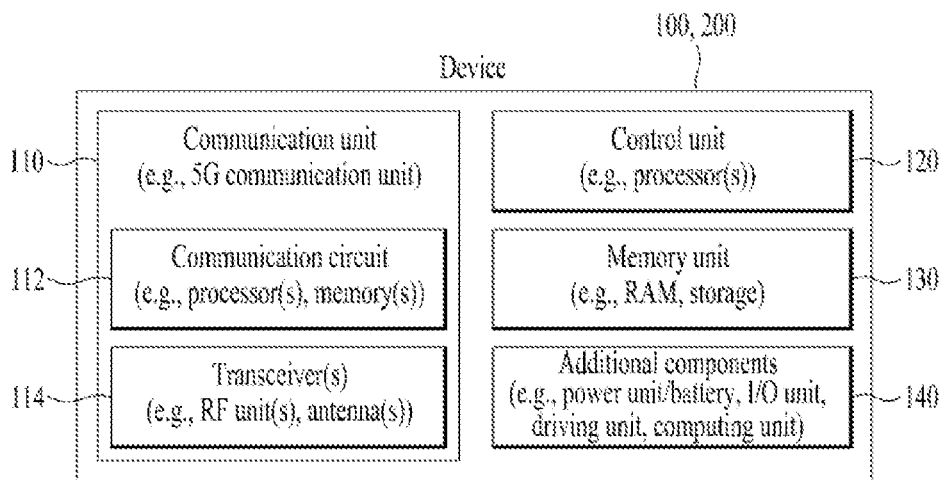 100, 200
Device
110
Communication unit
(e.g., 5G communication unit)
112
Communication circuit
(e.g., processor(s), memory(s))
114
Transceiver(s)
(e.g., RF unit(s), antenna(s))
Control unit
(e.g., processor(s))
120
Memory unit
(e.g., RAM, storage)
130
Additional components
(e.g., power unit/battery, I/O unit,
driving unit, computing unit)
140